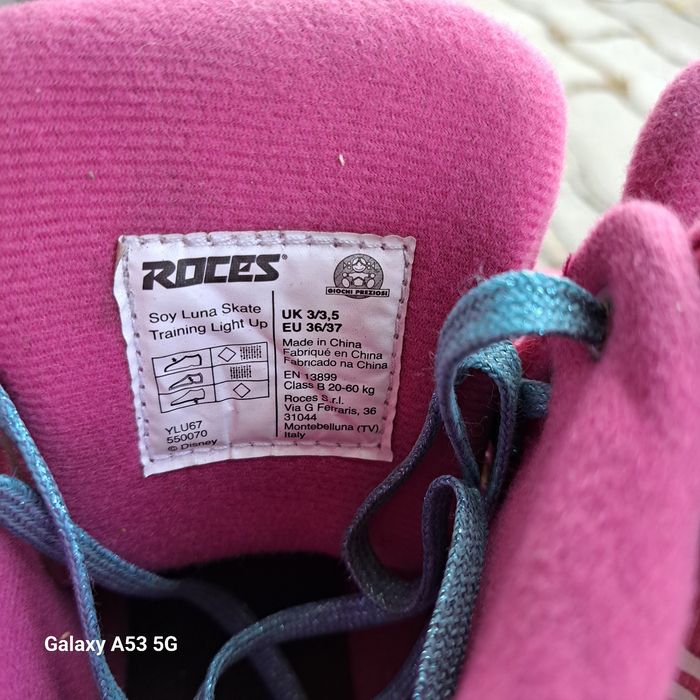 ROCES
GIOCHI PREZIOSI
Soy Luna Skate
Training Light Up
YLU67
550070
© Disney
UK 3/3,5
EU 36/37
Made in China
Fabriqué en China
Fabricado na China
EN 13899
Class B 20-60 kg
Roces s.r.l.
Via G Ferraris, 36
31044
Montebelluna (TV)
Italy
Galaxy A53 5G